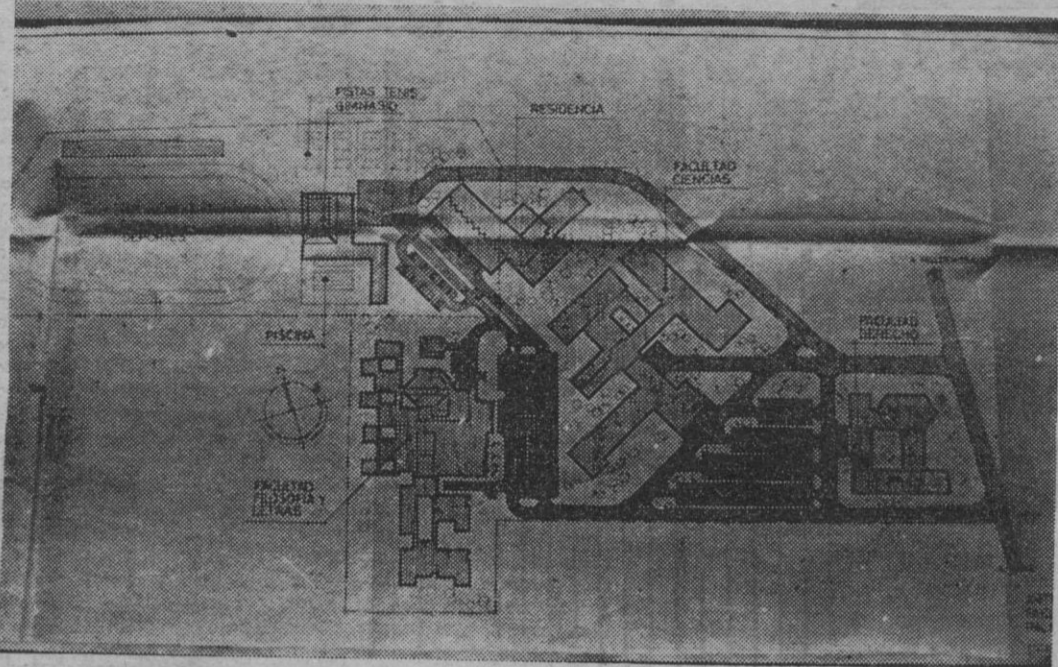 PISTAS TENIS
GIMNASIO
RESIDENCIA
FACULTAD
CIENCIAS
DEPORTES
PISCINA
FACULTAD
DERECHO
FACULTAD
FILOSOFIA Y
LETRAS